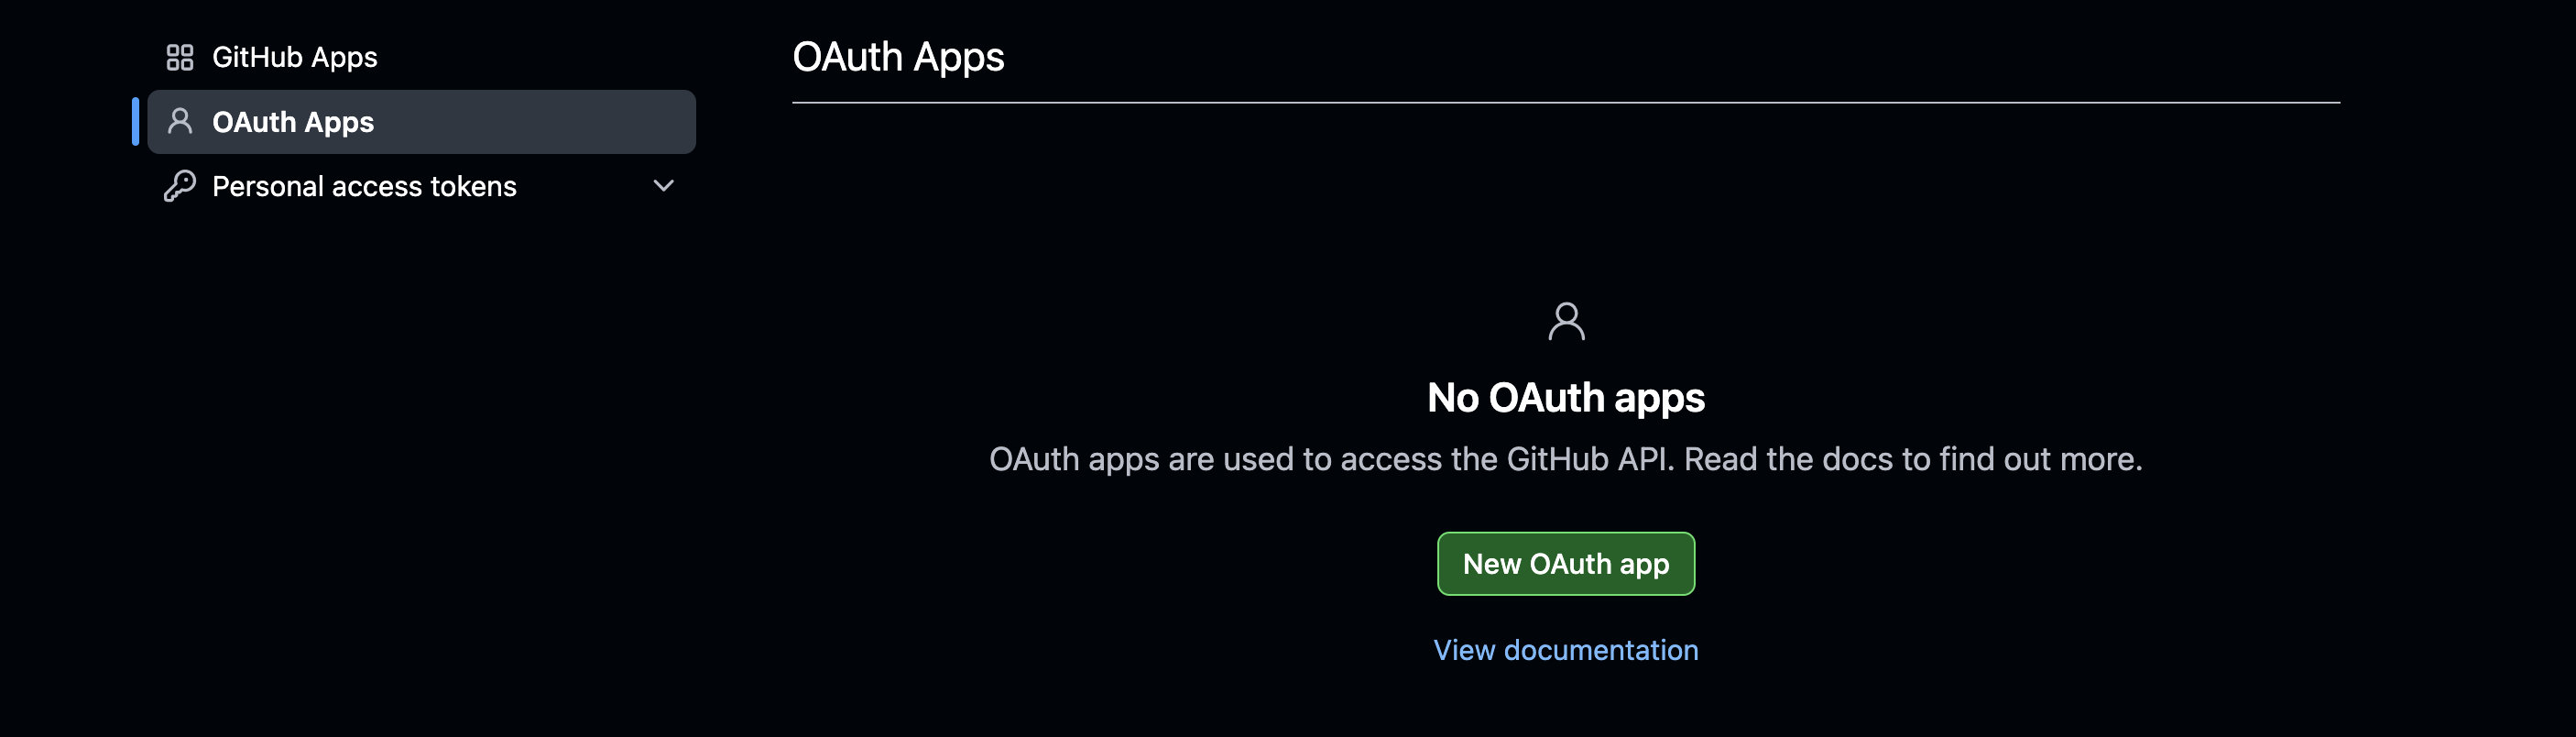 GitHub Apps
OAuth Apps
Personal access tokens
OAuth Apps
No OAuth apps
OAuth apps are used to access the GitHub API. Read the docs to find out more.
New OAuth app
View documentation